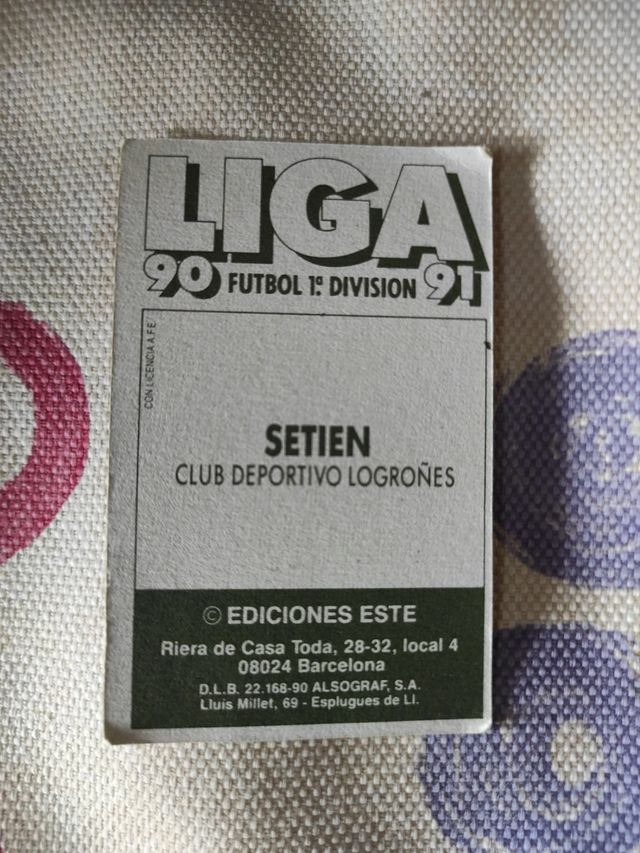 LIGA
90 FUTBOL 1ª DIVISION 91
CON LICENCIA A.F.E
SETIEN
CLUB DEPORTIVO LOGROÑES
© EDICIONES ESTE
Riera de Casa Toda, 28-32, local 4
08024 Barcelona
D.L.B. 22.168-90 ALSOGRAF, S.A.
Lluis Millet, 69 - Esplugues de Ll.